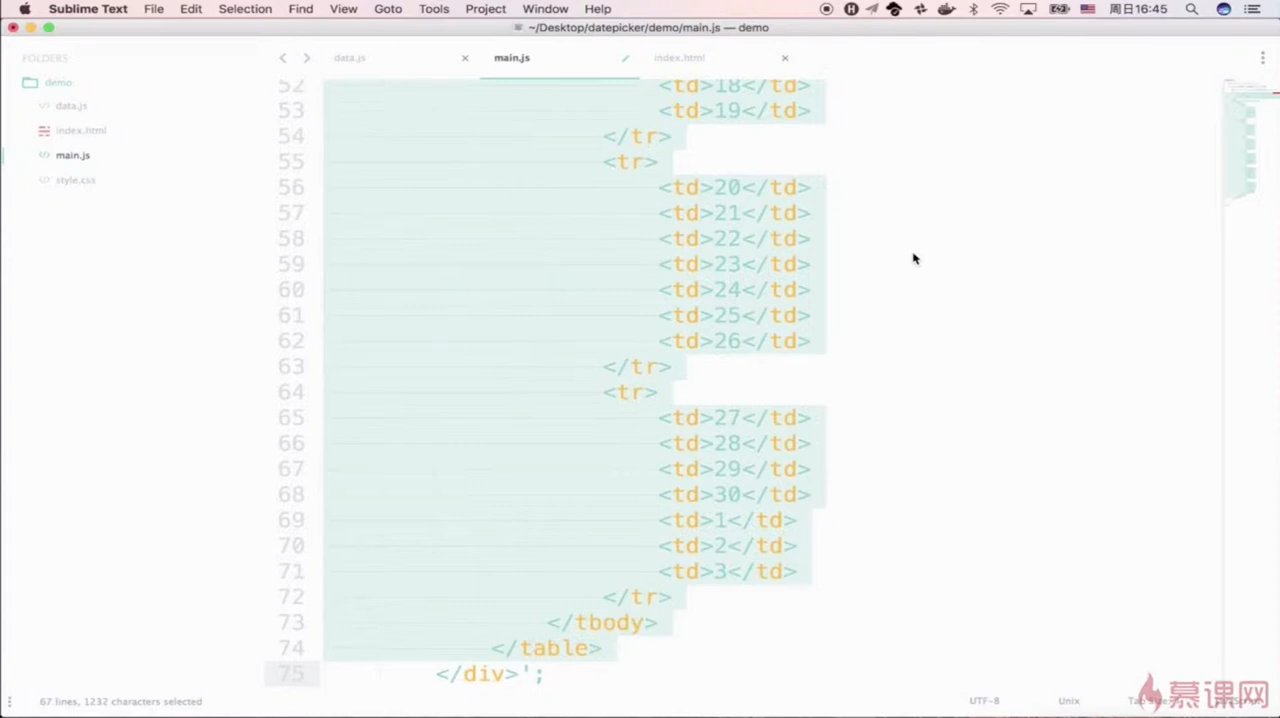 Sublime Text File Edit Selection Find View Goto Tools Project Window Help 周日16:45
~/Desktop/datepicker/demo/main.js — demo
FOLDERS
demo
data.js
index.html
main.js
style.css
data.js main.js index.html
52 <td>18</td>
53 <td>19</td>
54 </tr>
55 <tr>
56 <td>20</td>
57 <td>21</td>
58 <td>22</td>
59 <td>23</td>
60 <td>24</td>
61 <td>25</td>
62 <td>26</td>
63 </tr>
64 <tr>
65 <td>27</td>
66 <td>28</td>
67 <td>29</td>
68 <td>30</td>
69 <td>1</td>
70 <td>2</td>
71 <td>3</td>
72 </tr>
73 </tbody>
74 </table>
75 </div>';
67 lines, 1232 characters selected UTF-8 Unix
慕课网